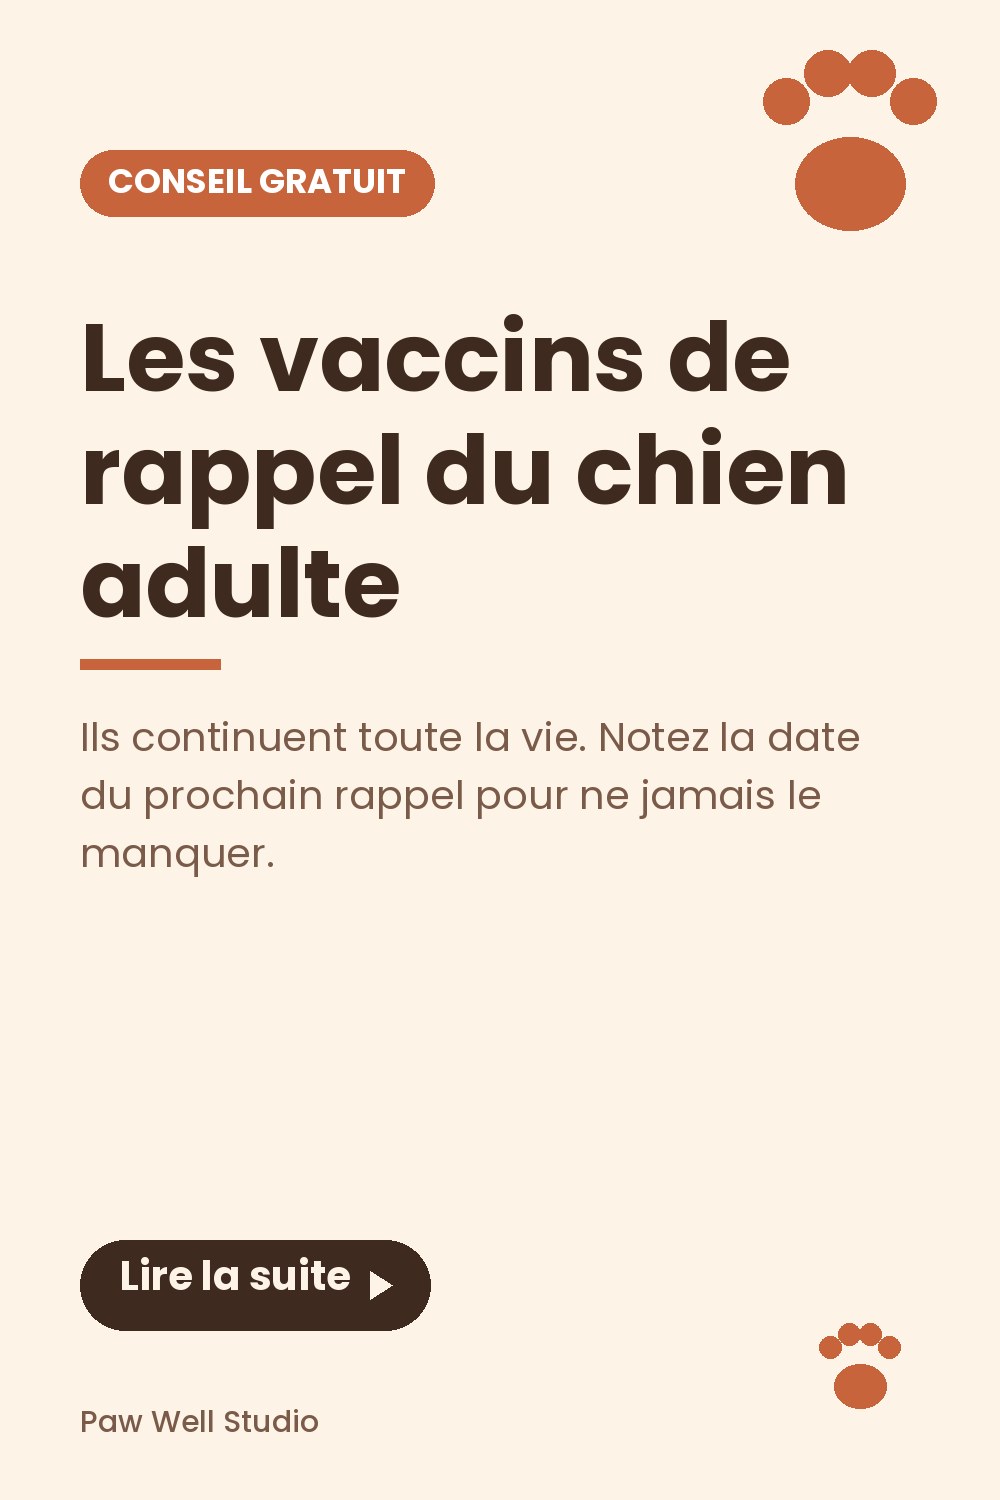 CONSEIL GRATUIT
Les vaccins de
rappel du chien
adulte
Ils continuent toute la vie. Notez la date
du prochain rappel pour ne jamais le
manquer.
Lire la suite
Paw Well Studio